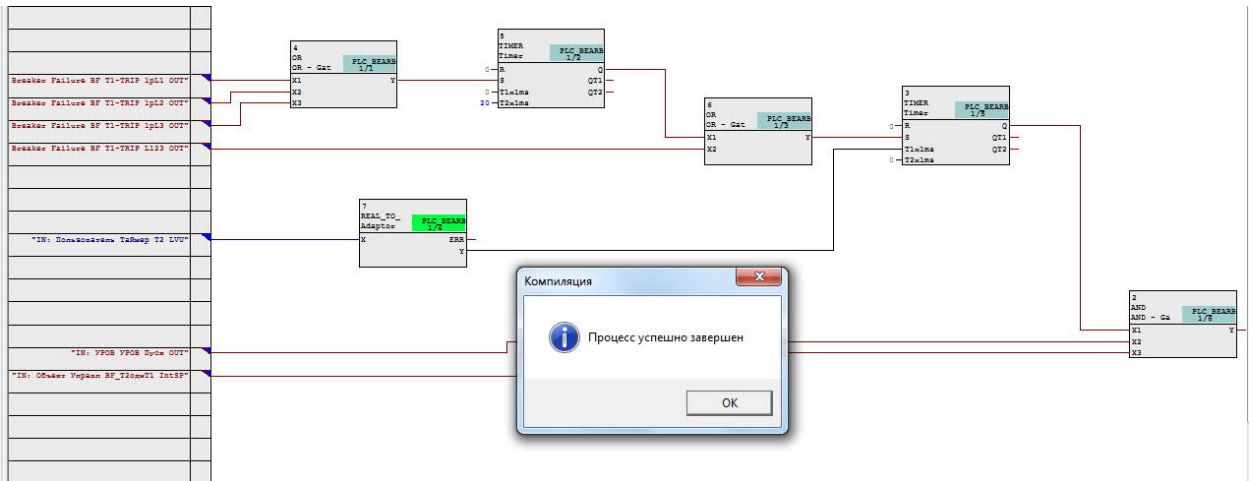 Breaker Failure BF T1-TRIP 1pL1 OUT"
Breaker Failure BF T1-TRIP 1pL2 OUT"
Breaker Failure BF T1-TRIP 1pL3 OUT"
Breaker Failure BF T1-TRIP L123 OUT"
"IN: Пользователь Таймер T2 LVU"
"IN: УРОВ УРОВ Пуск OUT"
"IN: Объект Управл BF_T2одиT1 IntSP"
4
OR
OR - Gat
PLC_BEARB
1/1
X1
Y
X2
X3
5
TIMER
Timer
PLC_BEARB
1/2
0
R
Q
S
QT1
0
T1x1ms
QT2
20
T2x1ms
6
OR
OR - Gat
PLC_BEARB
1/3
X1
Y
X2
3
TIMER
Timer
PLC_BEARB
1/5
0
R
Q
S
QT1
T1x1ms
QT2
0
T2x1ms
7
REAL_TO_
Adaptor
PLC_BEARB
1/4
X
ERR
Y
2
AND
AND - Ga
PLC_BEARB
1/6
X1
Y
X2
X3
Компиляция
Процесс успешно завершен
OK